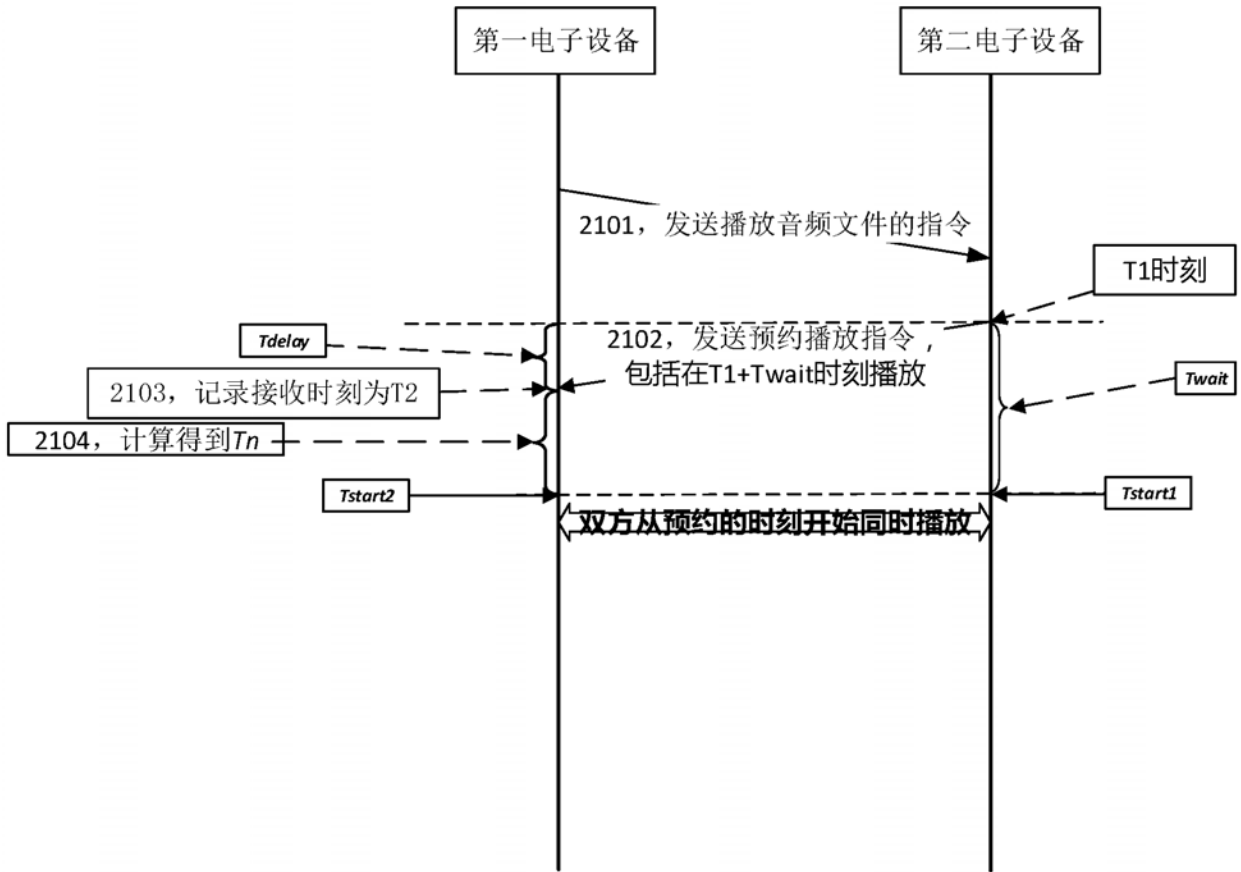 第一电子设备
第二电子设备
2101，发送播放音频文件的指令
T1时刻
Tdelay
2102，发送预约播放指令，
包括在T1+Twait时刻播放
Twait
2103，记录接收时刻为T2
2104，计算得到Tn
Tstart2
Tstart1
双方从预约的时刻开始同时播放